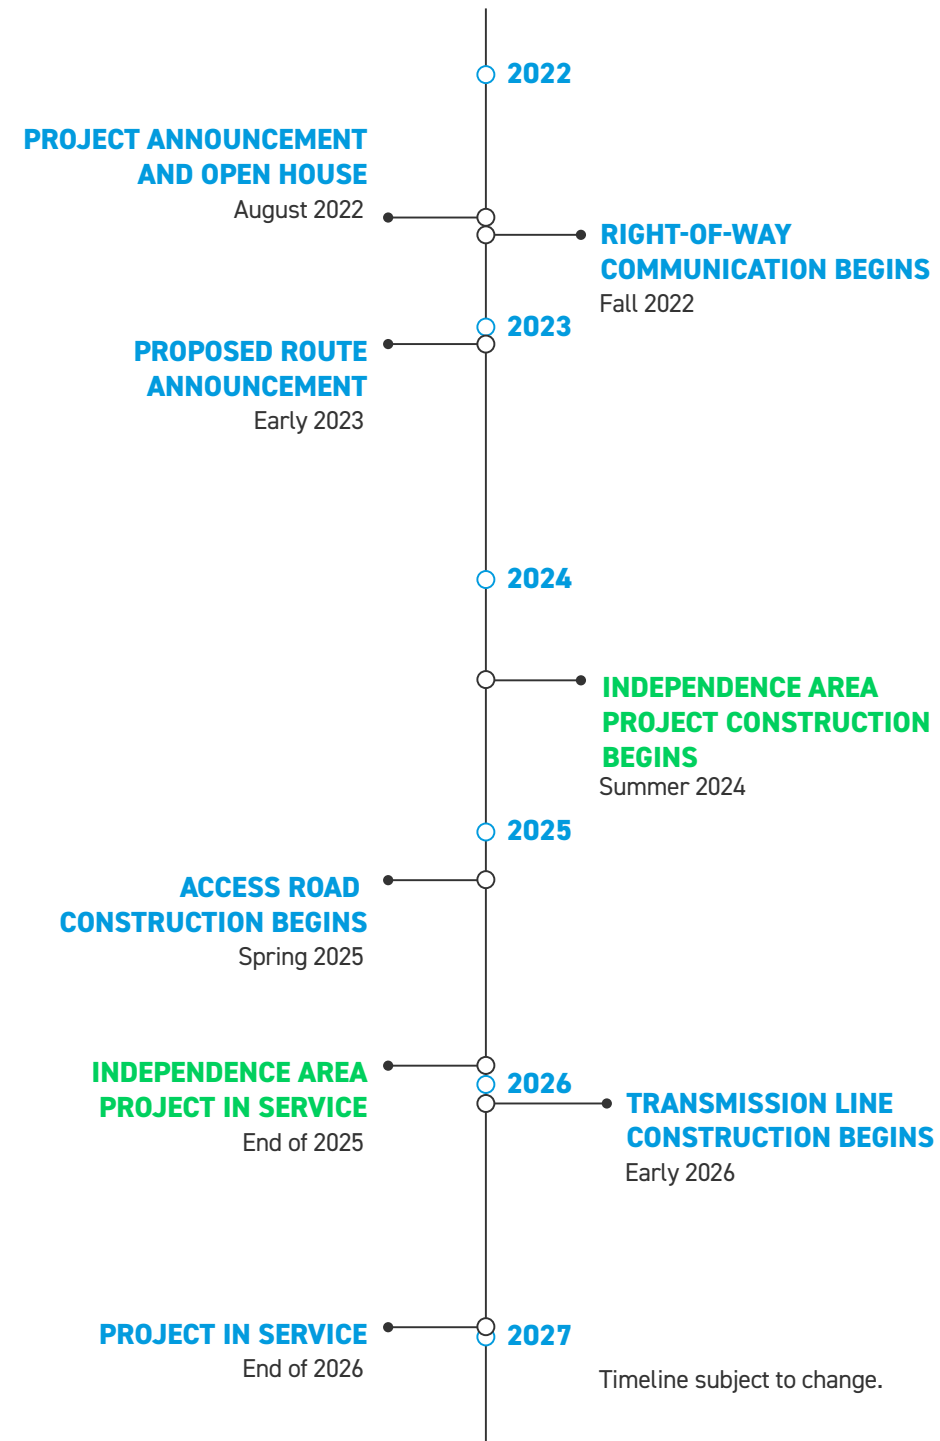 2022
PROJECT ANNOUNCEMENT
AND OPEN HOUSE
August 2022
RIGHT-OF-WAY
COMMUNICATION BEGINS
Fall 2022
2023
PROPOSED ROUTE
ANNOUNCEMENT
Early 2023
2024
INDEPENDENCE AREA
PROJECT CONSTRUCTION
BEGINS
Summer 2024
2025
ACCESS ROAD
CONSTRUCTION BEGINS
Spring 2025
INDEPENDENCE AREA
PROJECT IN SERVICE
End of 2025
2026
TRANSMISSION LINE
CONSTRUCTION BEGINS
Early 2026
PROJECT IN SERVICE
End of 2026
2027
Timeline subject to change.